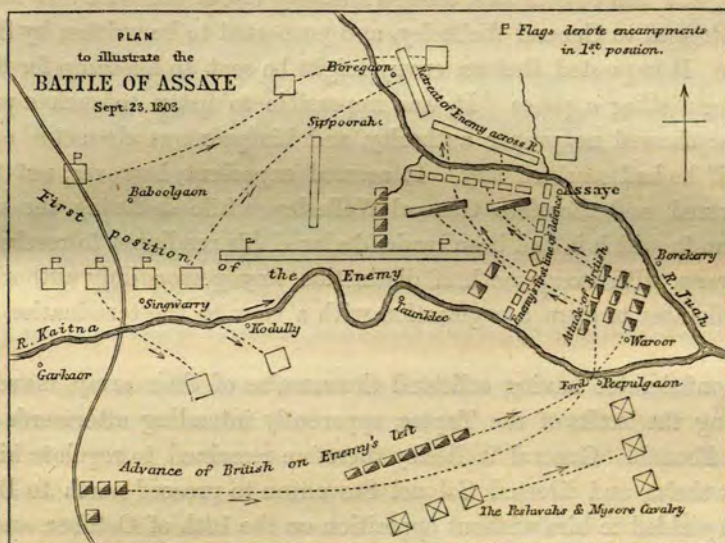 PLAN
to illustrate the
BATTLE OF ASSAYE
Sept. 23, 1803
Flags denote encampments
in 1st position.
Boregaon
Retreat of Enemy across R.
Sippoorah
Baboolgaon
Assaye
First position of the Enemy
Enemy's first line of defence
Attack of British
Borekerry
R. Juah
Singwarry
Kodully
Taunklee
R. Kaitna
Waroor
Garkaor
Ford
Peepulgaon
Advance of British on Enemy's left
The Peshwahs & Mysore Cavalry